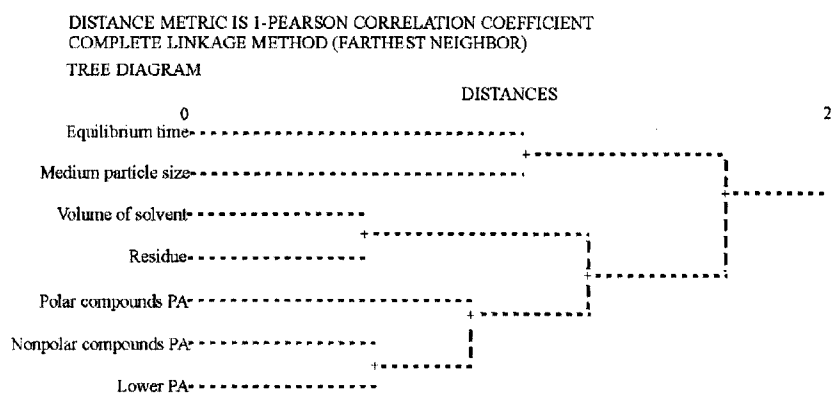 DISTANCE METRIC IS 1-PEARSON CORRELATION COEFFICIENT
COMPLETE LINKAGE METHOD (FARTHEST NEIGHBOR)
TREE DIAGRAM
DISTANCES
0 2
Equilibrium time
Medium particle size
Volume of solvent
Residue
Polar compounds PA
Nonpolar compounds PA
Lower PA